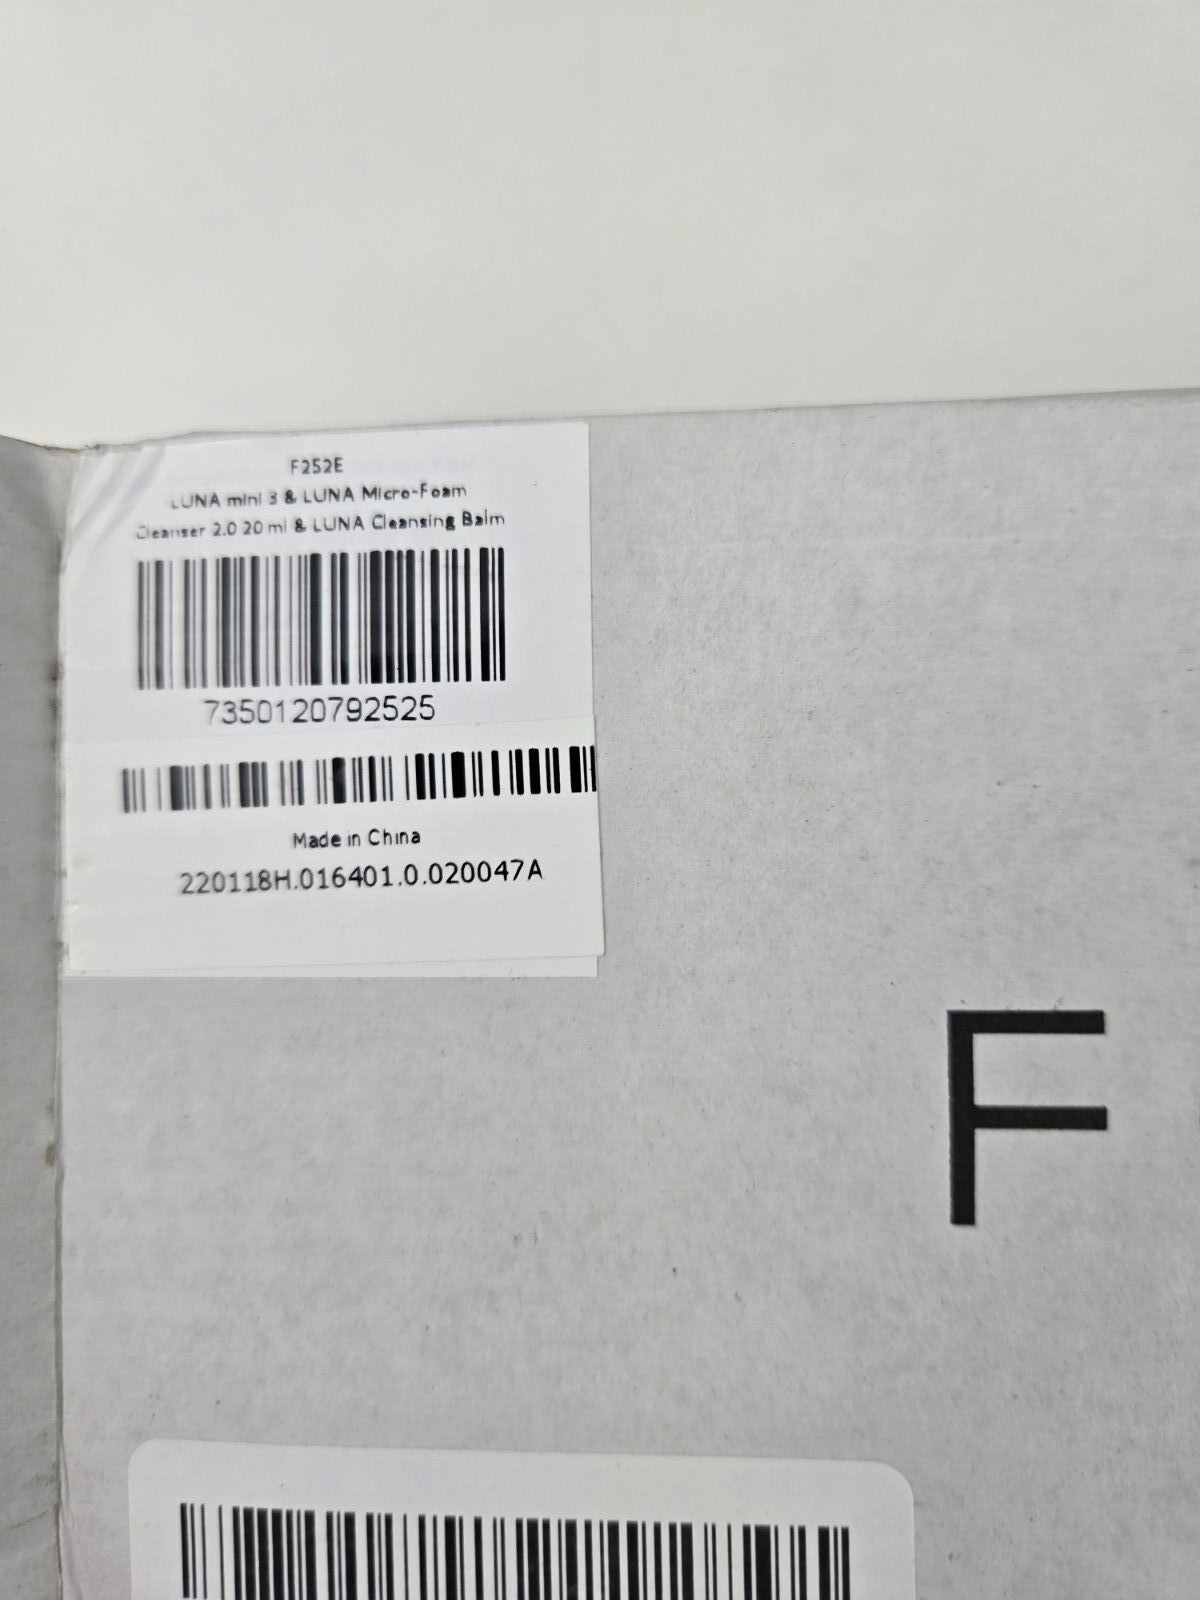 F252E
LUNA mini 3 & LUNA Micro-Foam
Cleanser 2.0 20 ml & LUNA Cleansing Balm
7350120792525
Made in China
220118H.016401.0.020047A
F